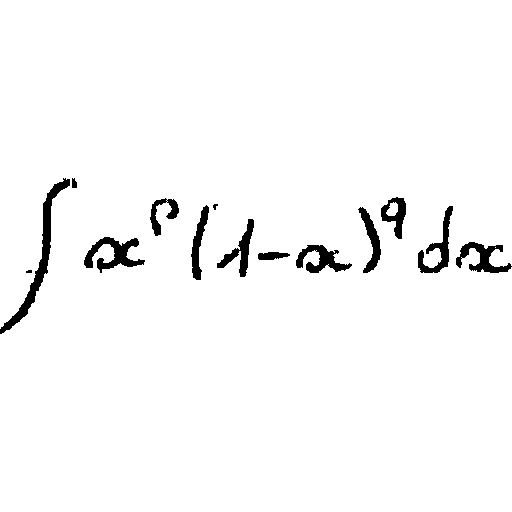 ∫ x^p (1-x)^q dx